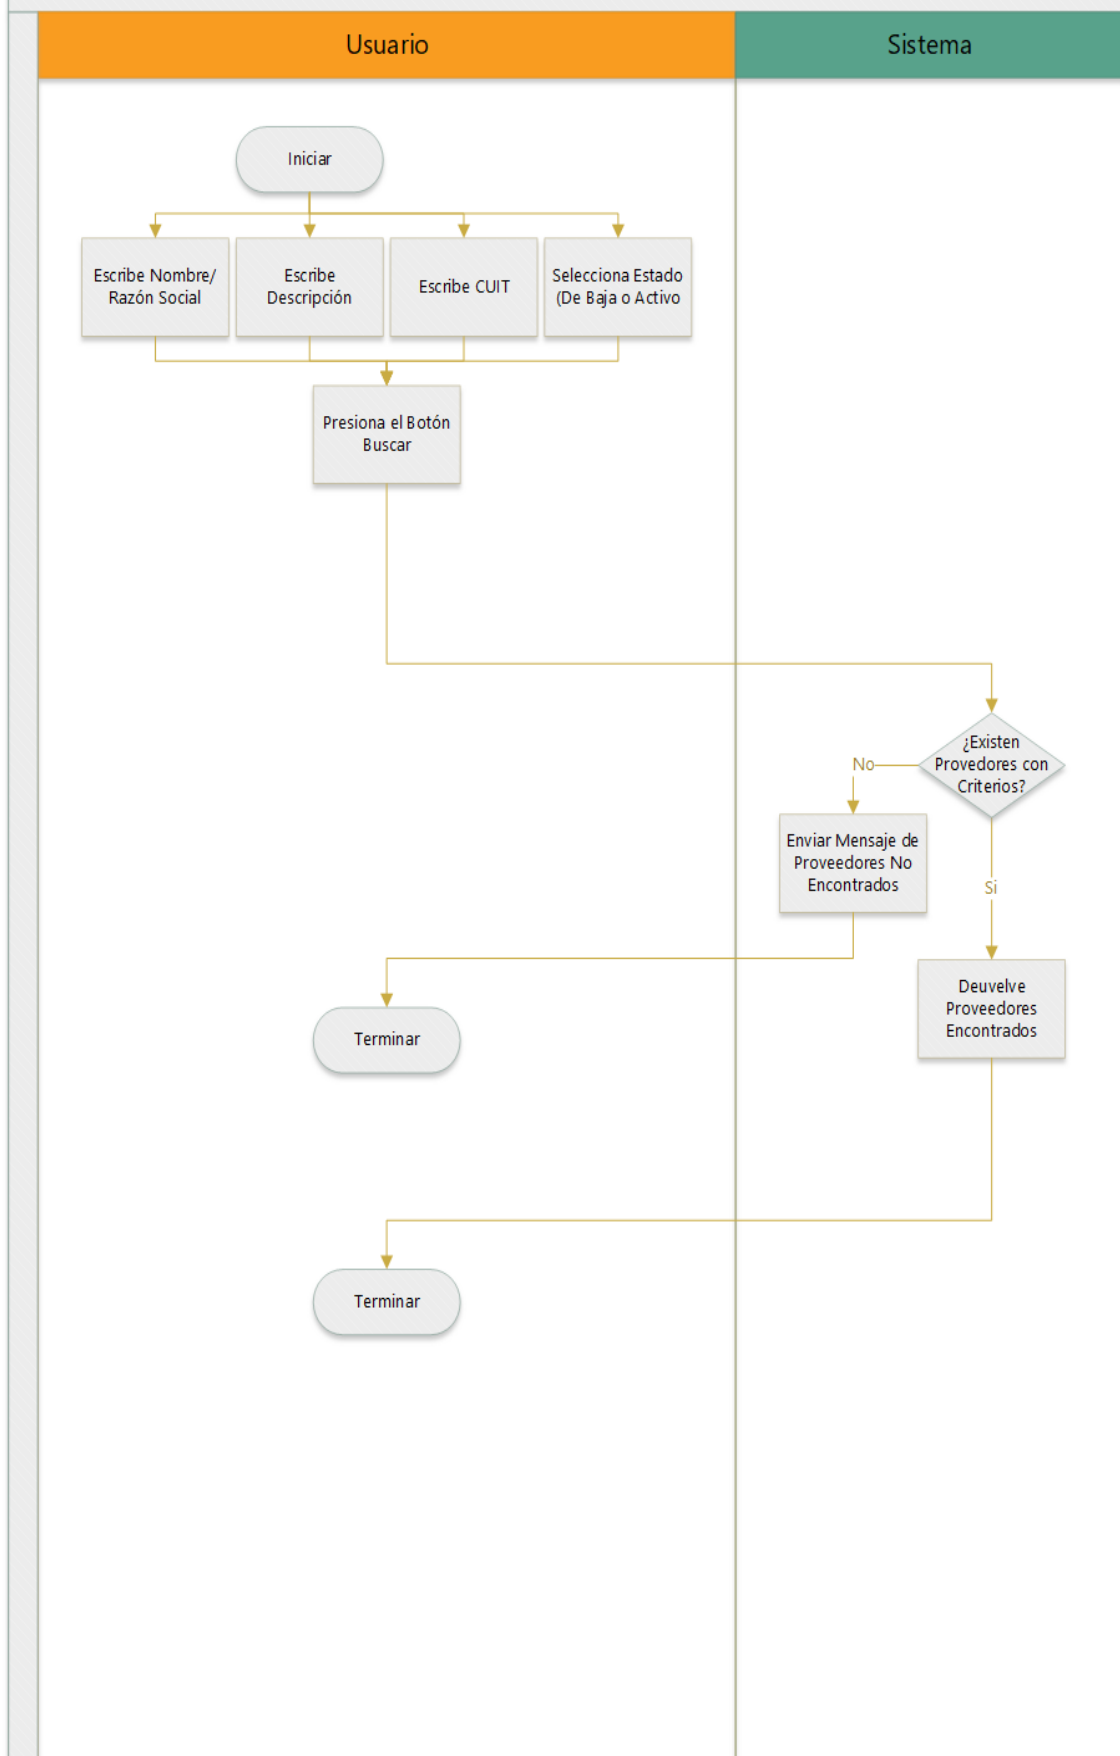 Usuario
Sistema
Iniciar
Escribe Nombre/
Razón Social
Escribe
Descripción
Escribe CUIT
Selecciona Estado
(De Baja o Activo
Presiona el Botón
Buscar
¿Existen
Provedores con
Criterios?
No
Enviar Mensaje de
Proveedores No
Encontrados
Si
Deuvelve
Proveedores
Encontrados
Terminar
Terminar